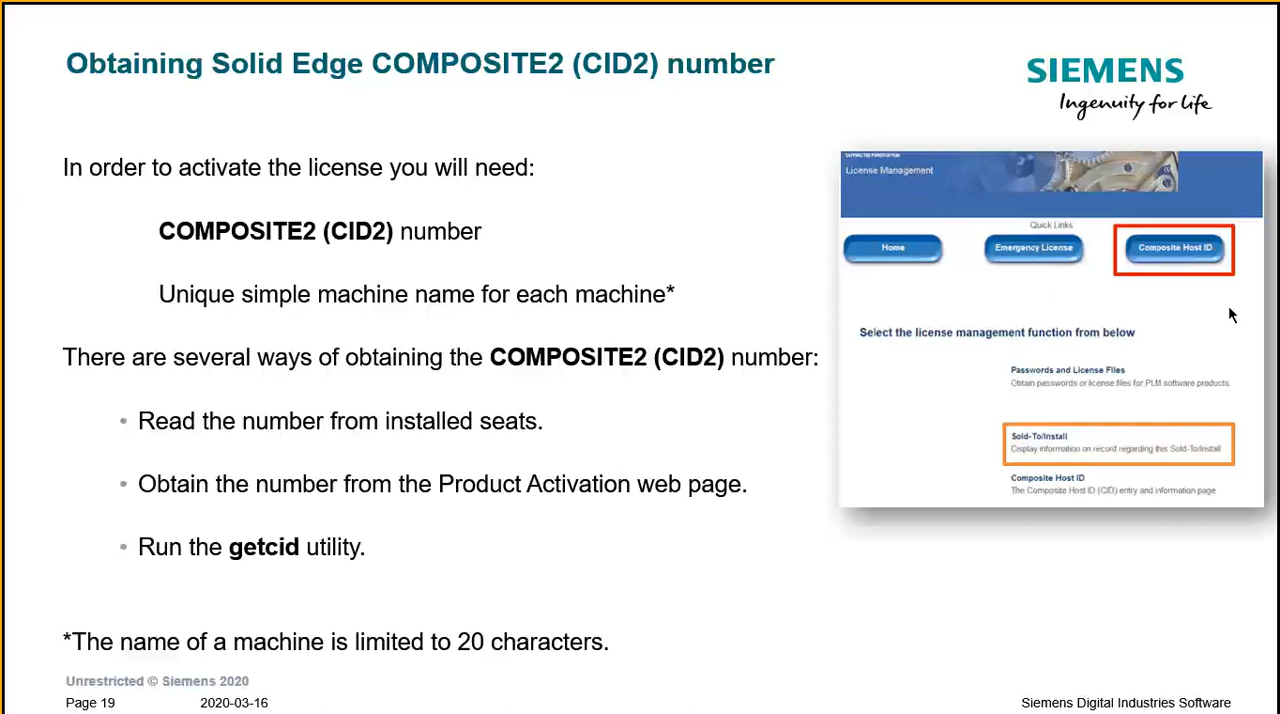 Obtaining Solid Edge COMPOSITE2 (CID2) number
SIEMENS
Ingenuity for life
In order to activate the license you will need:
COMPOSITE2 (CID2) number
Unique simple machine name for each machine*
There are several ways of obtaining the COMPOSITE2 (CID2) number:
• Read the number from installed seats.
• Obtain the number from the Product Activation web page.
• Run the getcid utility.
*The name of a machine is limited to 20 characters.
License Management
Quick Links
Home
Emergency License
Composite Host ID
Select the license management function from below
Passwords and License Files
Obtain passwords or license files for PLM software products.
Sold-To/Install
Display information on record regarding this Sold-To/Install
Composite Host ID
The Composite Host ID (CID) entry and information page
Unrestricted © Siemens 2020
Page 19
2020-03-16
Siemens Digital Industries Software